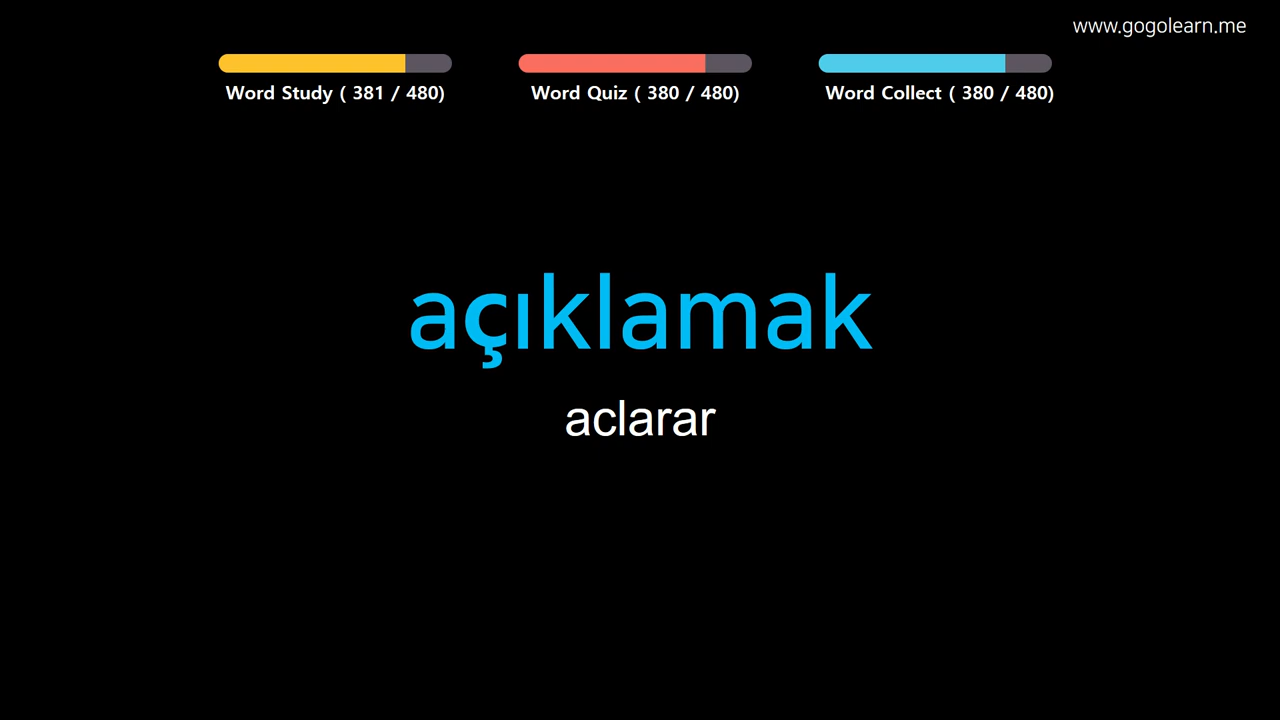 www.gogolearn.me
Word Study ( 381 / 480)
Word Quiz ( 380 / 480)
Word Collect ( 380 / 480)
açıklamak
aclarar